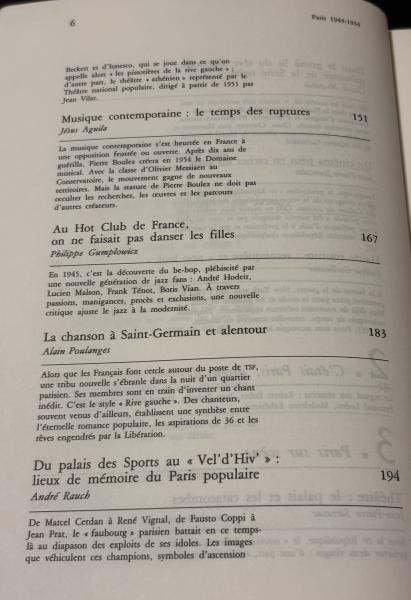 6
Paris 1944-1954
Beckett et d'Ionesco, qui se joue dans ce qu'on
appelle alors « les pissotières de la rive gauche » ;
d'autre part, le théâtre « athénien » représenté par le
Théâtre national populaire, dirigé à partir de 1951 par
Jean Vilar.
Musique contemporaine : le temps des ruptures
151
Jésus Aguila
La musique contemporaine s'est heurtée en France à
une opposition feutrée ou ouverte. Après dix ans de
guérilla, Pierre Boulez créera en 1954 le Domaine
musical. Avec la classe d'Olivier Messiaen au
Conservatoire, le mouvement gagne de nouveaux
territoires. Mais la stature de Pierre Boulez ne doit pas
occulter les recherches, les œuvres et les parcours
d'autres créateurs.
Au Hot Club de France,
on ne faisait pas danser les filles
167
Philippe Gumplowicz
En 1945, c'est la découverte du be-bop, plébiscité par
une nouvelle génération de jazz fans : André Hodeir,
Lucien Malson, Frank Ténot, Boris Vian. À travers
passions, manigances, procès et exclusions, une nouvelle
critique ajuste le jazz à la modernité.
La chanson à Saint-Germain et alentour
183
Alain Poulanges
Alors que les Français font cercle autour du poste de TSF,
une tribu nouvelle s'ébranle dans la nuit d'un quartier
parisien. Ses membres sont en train d'inventer un chant
inédit. C'est le style « Rive gauche ». Des chanteurs,
souvent venus d'ailleurs, établissent une synthèse entre
l'éternelle romance populaire, les aspirations de 36 et les
rêves engendrés par la Libération.
Du palais des Sports au « Vel'd'Hiv' » :
lieux de mémoire du Paris populaire
194
André Rauch
De Marcel Cerdan à René Vignal, de Fausto Coppi à
Jean Prat, le « faubourg » parisien battait en ce temps-
là au diapason des exploits de ses idoles. Les images
que véhiculent ces champions, symboles d'ascension